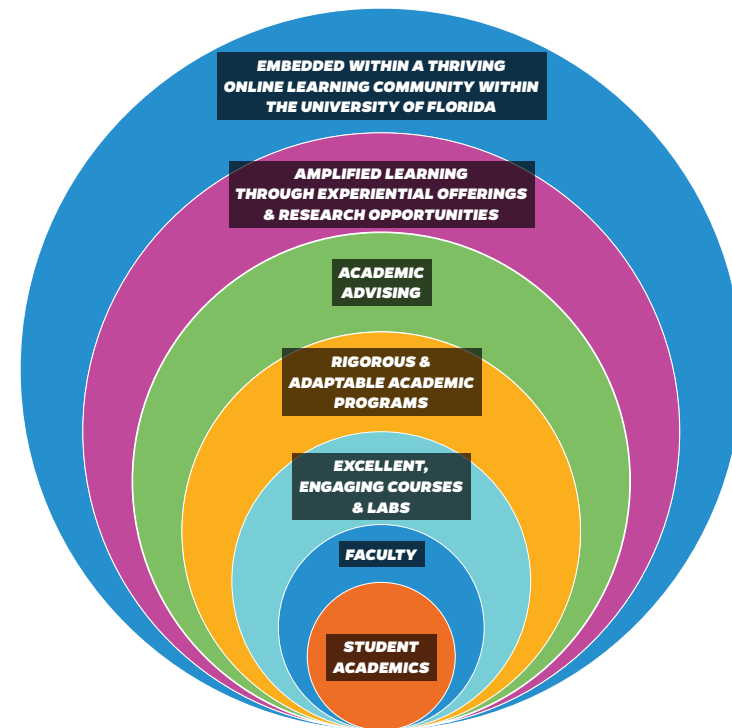 EMBEDDED WITHIN A THRIVING
ONLINE LEARNING COMMUNITY WITHIN
THE UNIVERSITY OF FLORIDA
AMPLIFIED LEARNING
THROUGH EXPERIENTIAL OFFERINGS
& RESEARCH OPPORTUNITIES
ACADEMIC
ADVISING
RIGOROUS &
ADAPTABLE ACADEMIC
PROGRAMS
EXCELLENT,
ENGAGING COURSES
& LABS
FACULTY
STUDENT
ACADEMICS